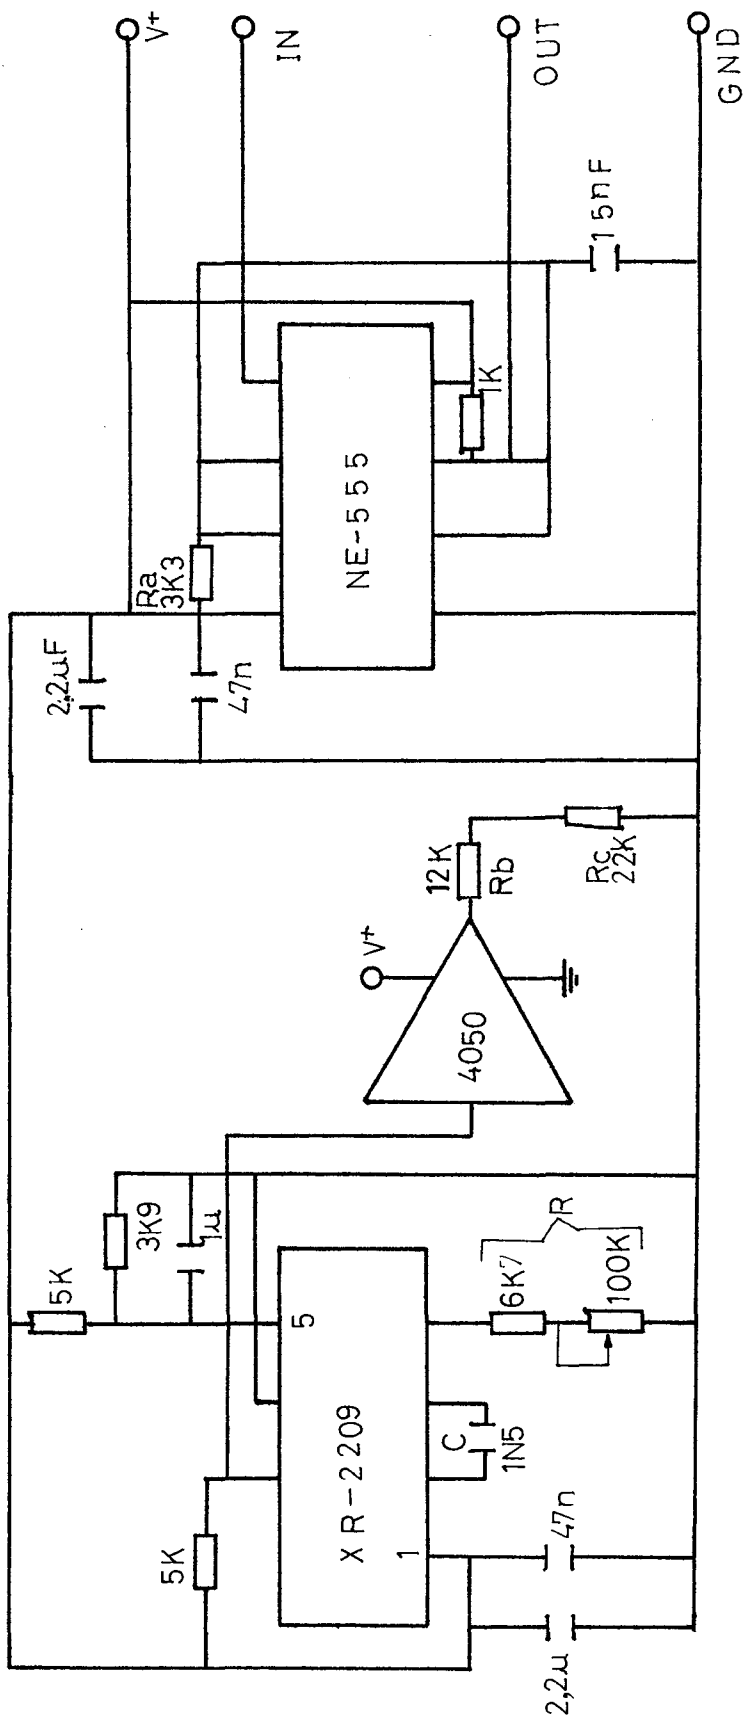 V+
IN
OUT
GND
15nF
1K
NE-555
Ra
3K3
2.2uF
47n
12K
Rb
Rc
22K
V+
4050
3K9
1u
5K
5
XR-2209
1
5K
6K7
100K
R
C
1N5
47n
2,2u